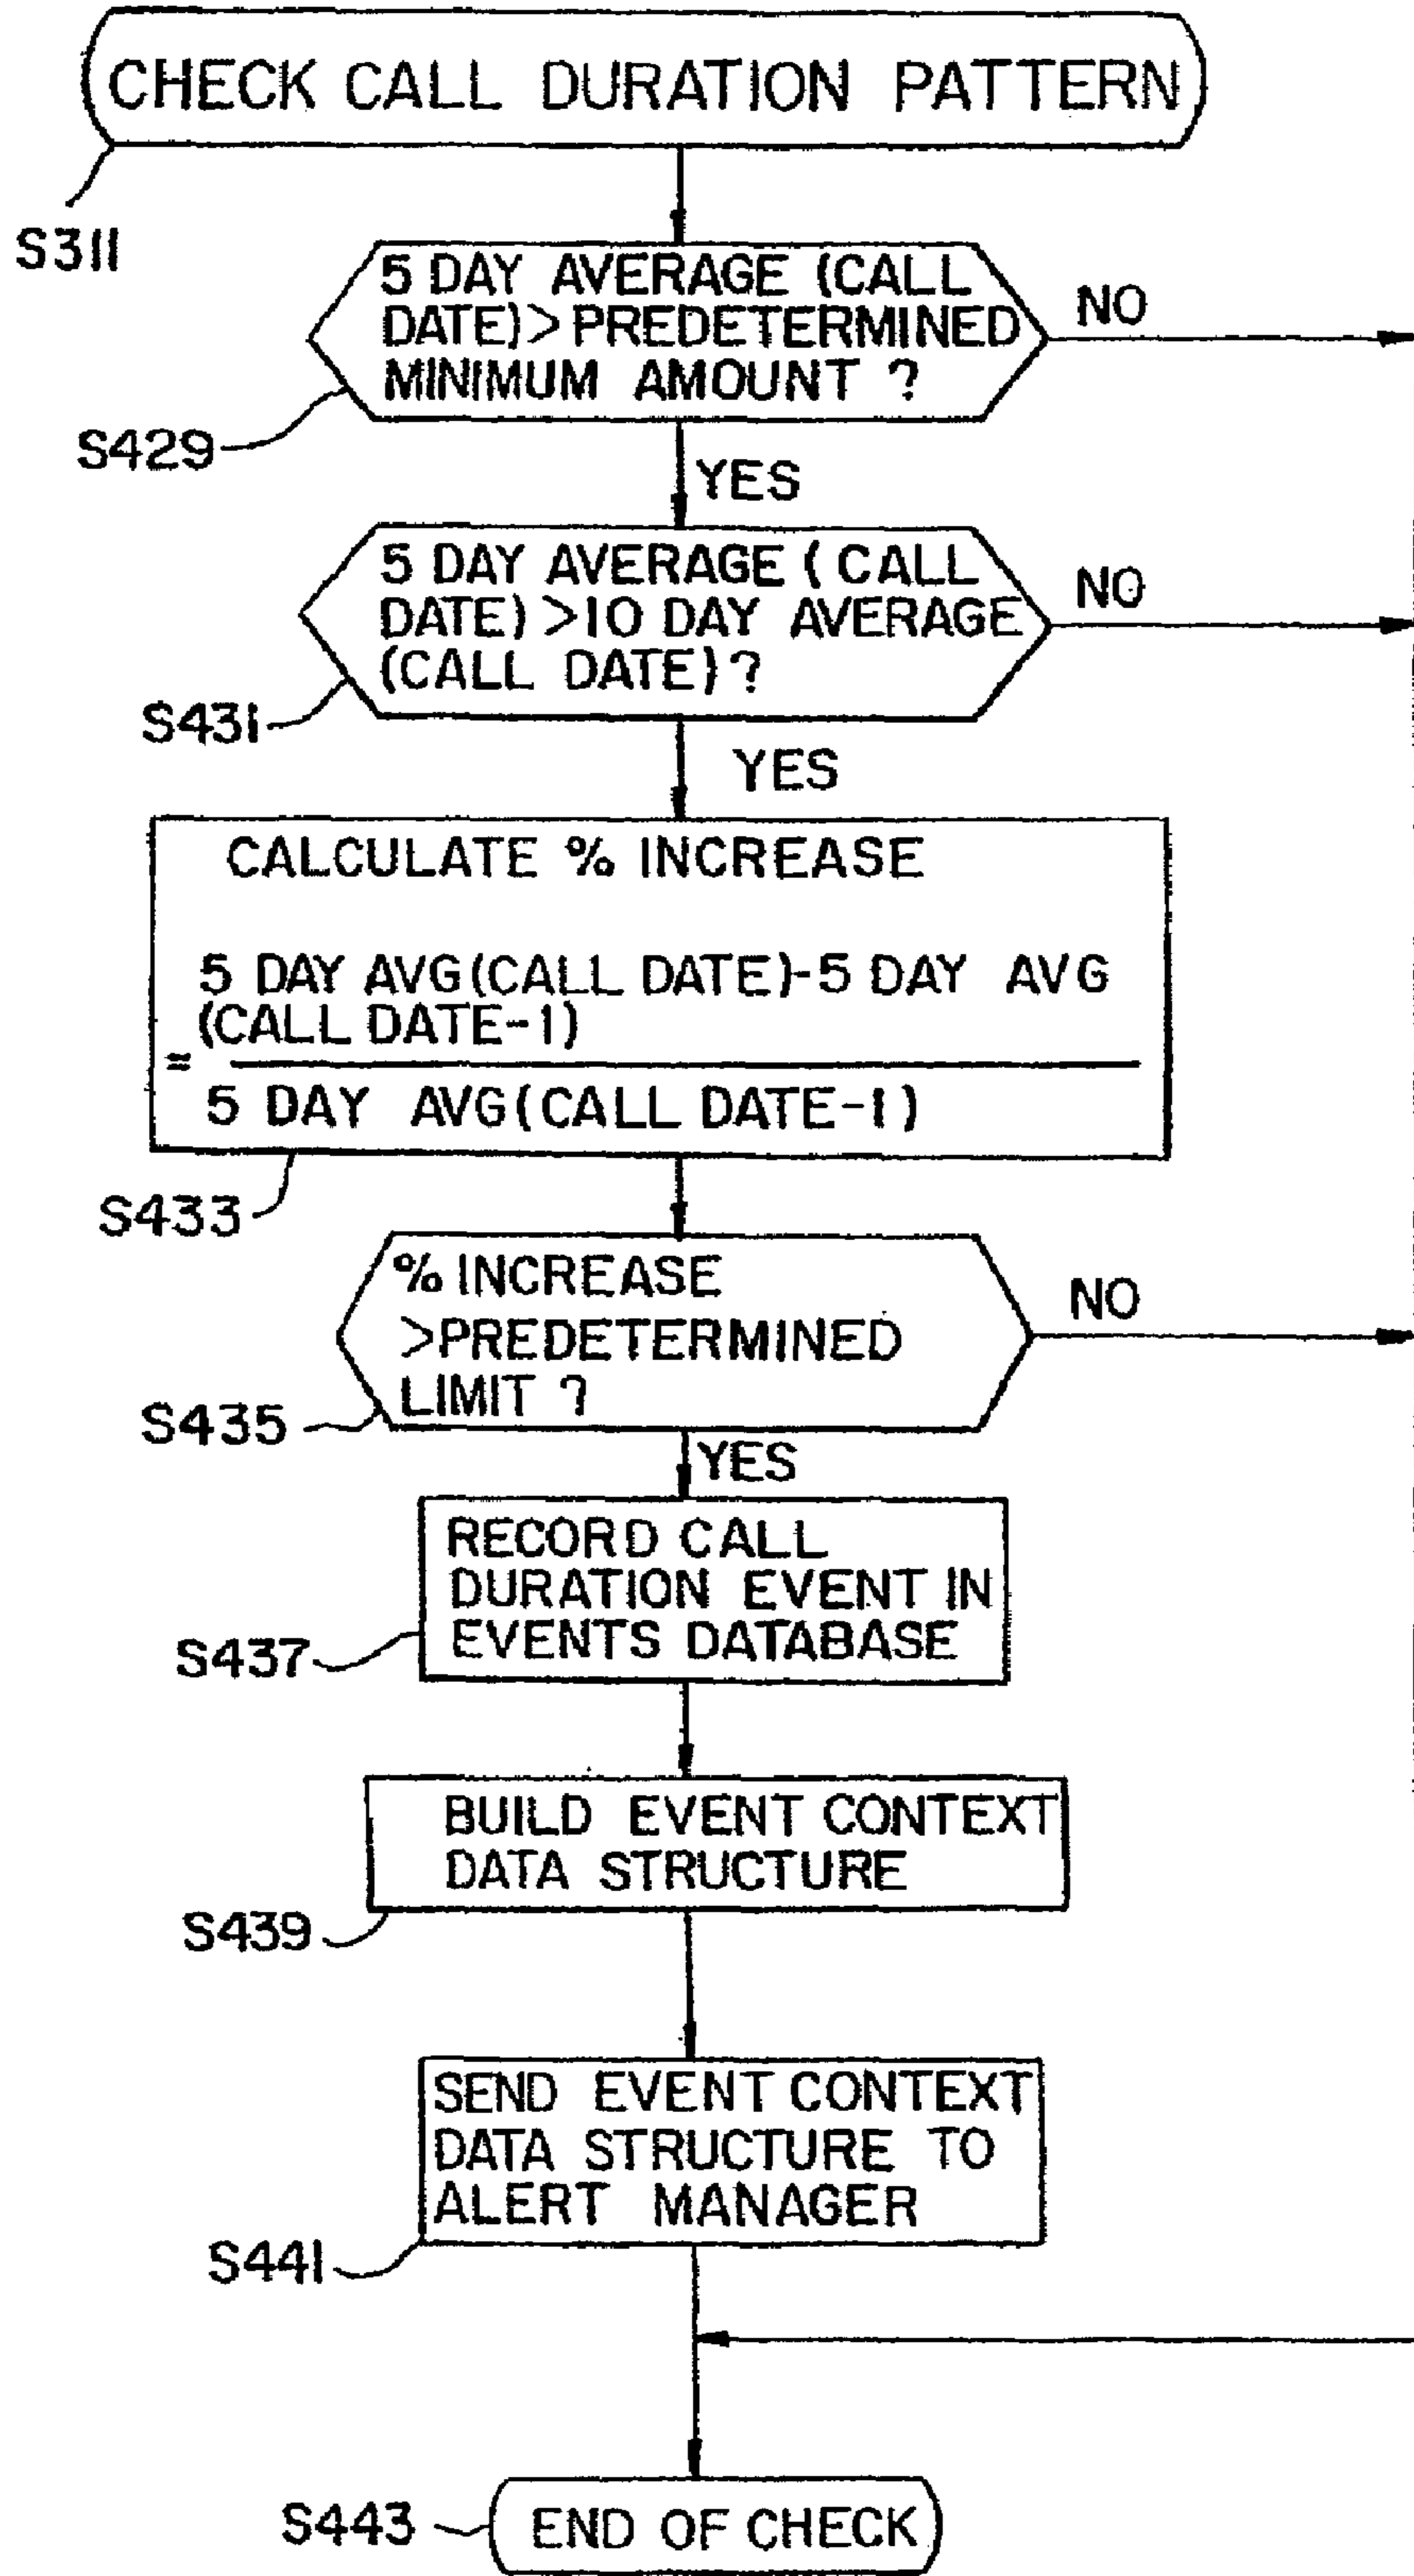 CHECK CALL DURATION PATTERN
S311
5 DAY AVERAGE (CALL
DATE)>PREDETERMINED
MINIMUM AMOUNT ?
NO
S429
YES
5 DAY AVERAGE (CALL
DATE) >10 DAY AVERAGE
(CALL DATE)?
NO
S431
YES
CALCULATE % INCREASE
5 DAY AVG(CALL DATE)-5 DAY AVG
(CALL DATE-1)
=
5 DAY AVG(CALL DATE-1)
S433
% INCREASE
>PREDETERMINED
LIMIT ?
NO
S435
YES
RECORD CALL
DURATION EVENT IN
EVENTS DATABASE
S437
BUILD EVENT CONTEXT
DATA STRUCTURE
S439
SEND EVENT CONTEXT
DATA STRUCTURE TO
ALERT MANAGER
S441
S443
END OF CHECK